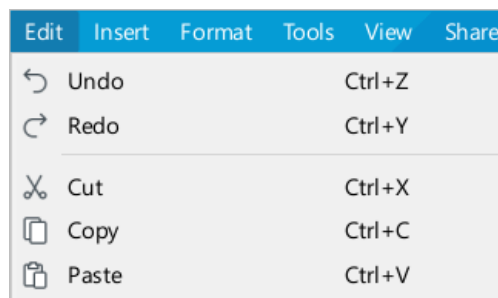 Edit Insert Format Tools View Share
Undo Ctrl+Z
Redo Ctrl+Y
Cut Ctrl+X
Copy Ctrl+C
Paste Ctrl+V